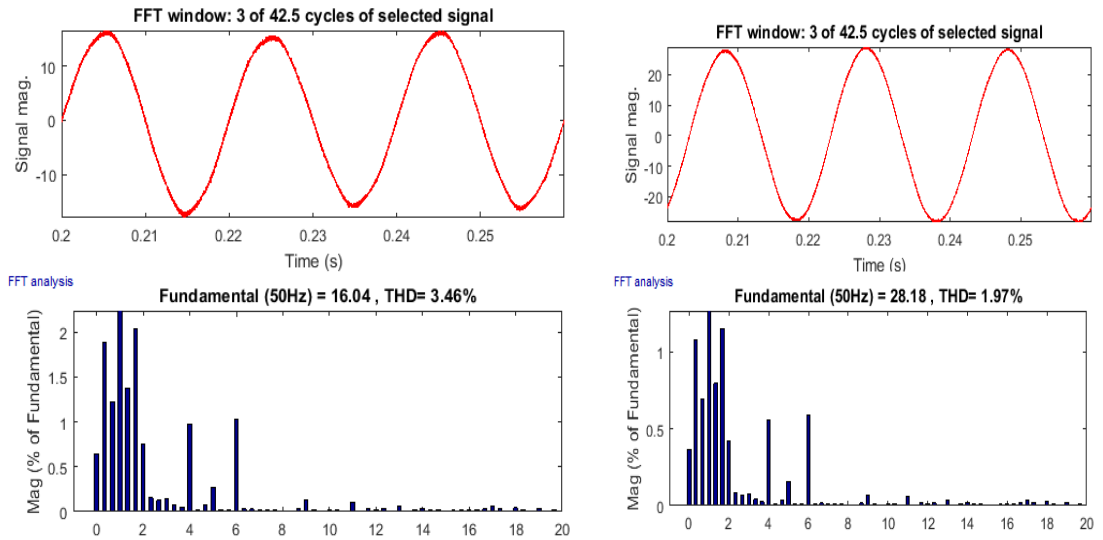 FFT window: 3 of 42.5 cycles of selected signal
10
0
-10
Signal mag.
0.2 0.21 0.22 0.23 0.24 0.25
Time (s)
FFT analysis
Fundamental (50Hz) = 16.04 , THD= 3.46%
2
1.5
1
0.5
0
Mag (% of Fundamental)
0 2 4 6 8 10 12 14 16 18 20
FFT window: 3 of 42.5 cycles of selected signal
20
10
0
-10
-20
Signal mag.
0.2 0.21 0.22 0.23 0.24 0.25
Time (s)
FFT analysis
Fundamental (50Hz) = 28.18 , THD= 1.97%
1
0.5
0
Mag (% of Fundamental)
0 2 4 6 8 10 12 14 16 18 20